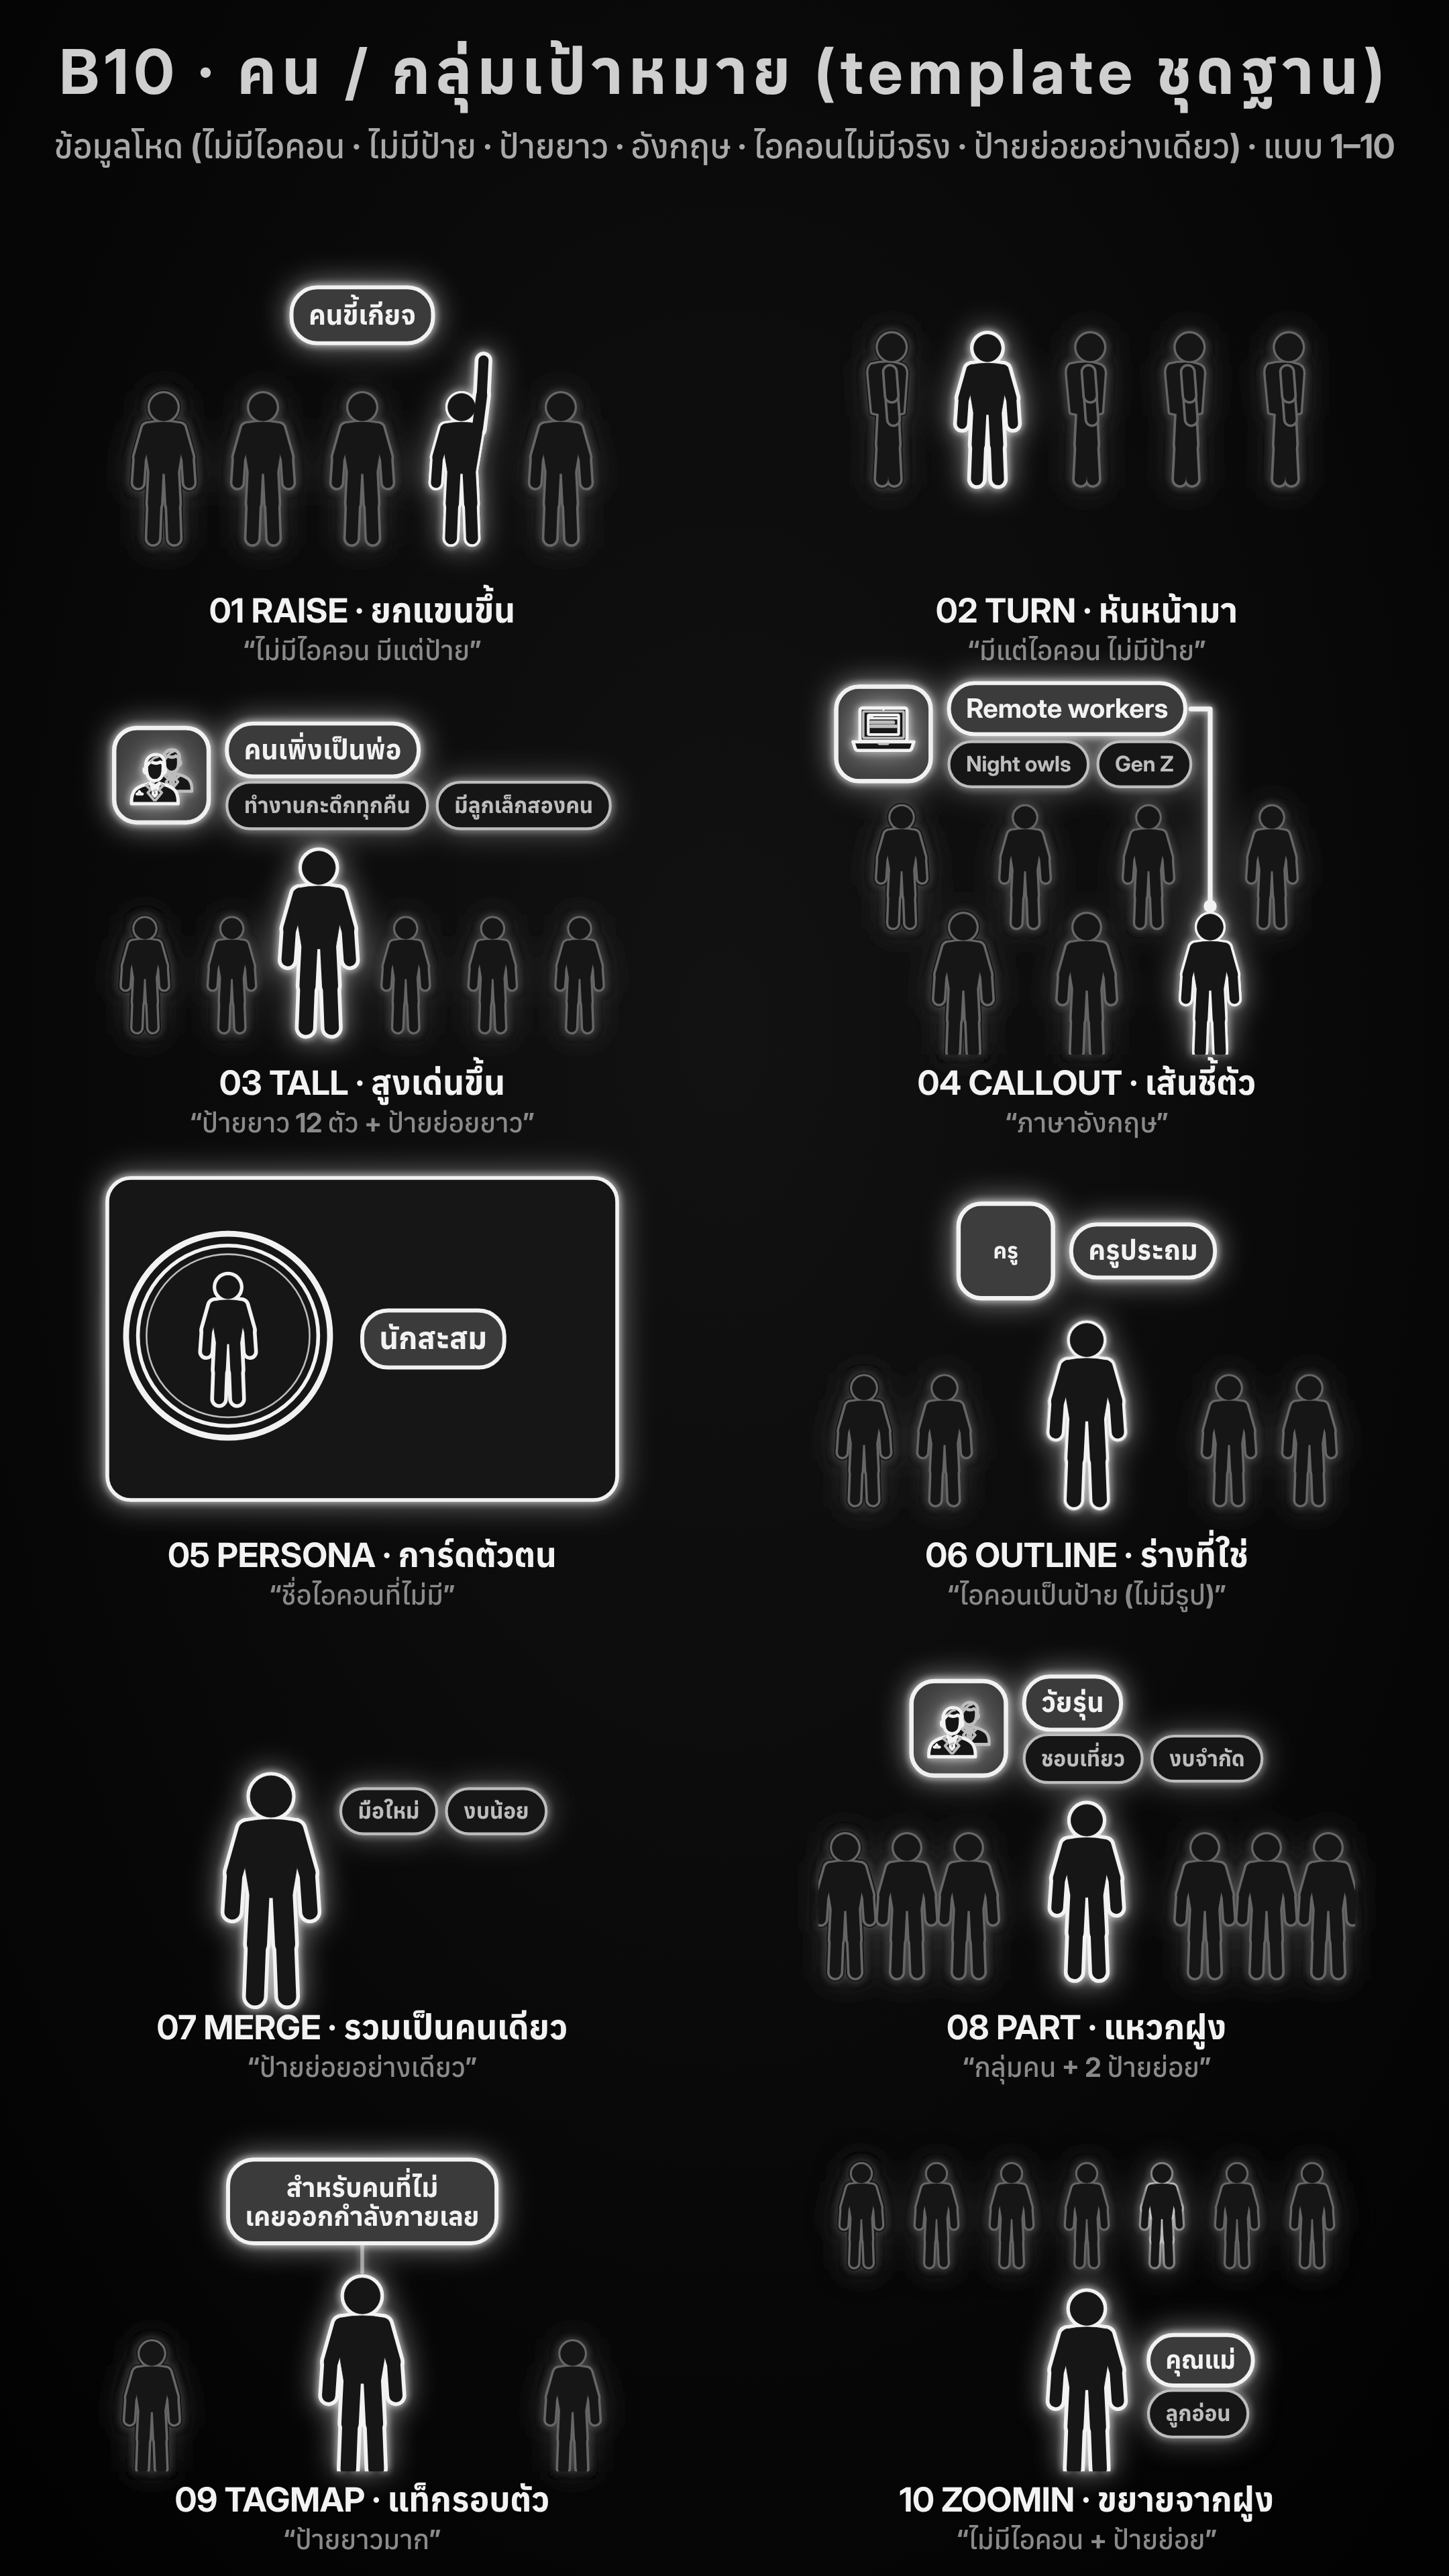 B10 · คน / กลุ่มเป้าหมาย (template ชุดฐาน)
ข้อมูลโหด (ไม่มีไอคอน · ไม่มีป้าย · ป้ายยาว · อังกฤษ · ไอคอนไม่มีจริง · ป้ายย่อยอย่างเดียว) · แบบ 1–10
คนขี้เกียจ
01 RAISE · ยกแขนขึ้น
“ไม่มีไอคอน มีแต่ป้าย”
02 TURN · หันหน้ามา
“มีแต่ไอคอน ไม่มีป้าย”
คนเพิ่งเป็นพ่อ
ทำงานกะดึกทุกคืน
มีลูกเล็กสองคน
03 TALL · สูงเด่นขึ้น
“ป้ายยาว 12 ตัว + ป้ายย่อยยาว”
Remote workers
Night owls
Gen Z
04 CALLOUT · เส้นชี้ตัว
“ภาษาอังกฤษ”
นักสะสม
05 PERSONA · การ์ดตัวตน
“ชื่อไอคอนที่ไม่มี”
ครู
ครูประถม
06 OUTLINE · ร่างที่ใช่
“ไอคอนเป็นป้าย (ไม่มีรูป)”
มือใหม่
งบน้อย
07 MERGE · รวมเป็นคนเดียว
“ป้ายย่อยอย่างเดียว”
วัยรุ่น
ชอบเที่ยว
งบจำกัด
08 PART · แหวกฝูง
“กลุ่มคน + 2 ป้ายย่อย”
สำหรับคนที่ไม่
เคยออกกำลังกายเลย
09 TAGMAP · แท็กรอบตัว
“ป้ายยาวมาก”
คุณแม่
ลูกอ่อน
10 ZOOMIN · ขยายจากฝูง
“ไม่มีไอคอน + ป้ายย่อย”